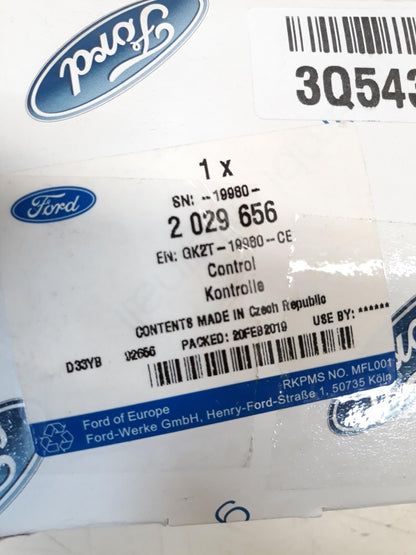 Ford
3Q543
1 x
SN: --19980-
Ford
2 029 656
EN: GK2T-19980-CE
Control
Kontrolle
CONTENTS MADE IN Czech Republic
D33YB 02656 PACKED: 20FEB2019 USE BY: ******
RKPMS NO. MFL001
Ford of Europe
Ford-Werke GmbH, Henry-Ford-Straße 1, 50735 Köln